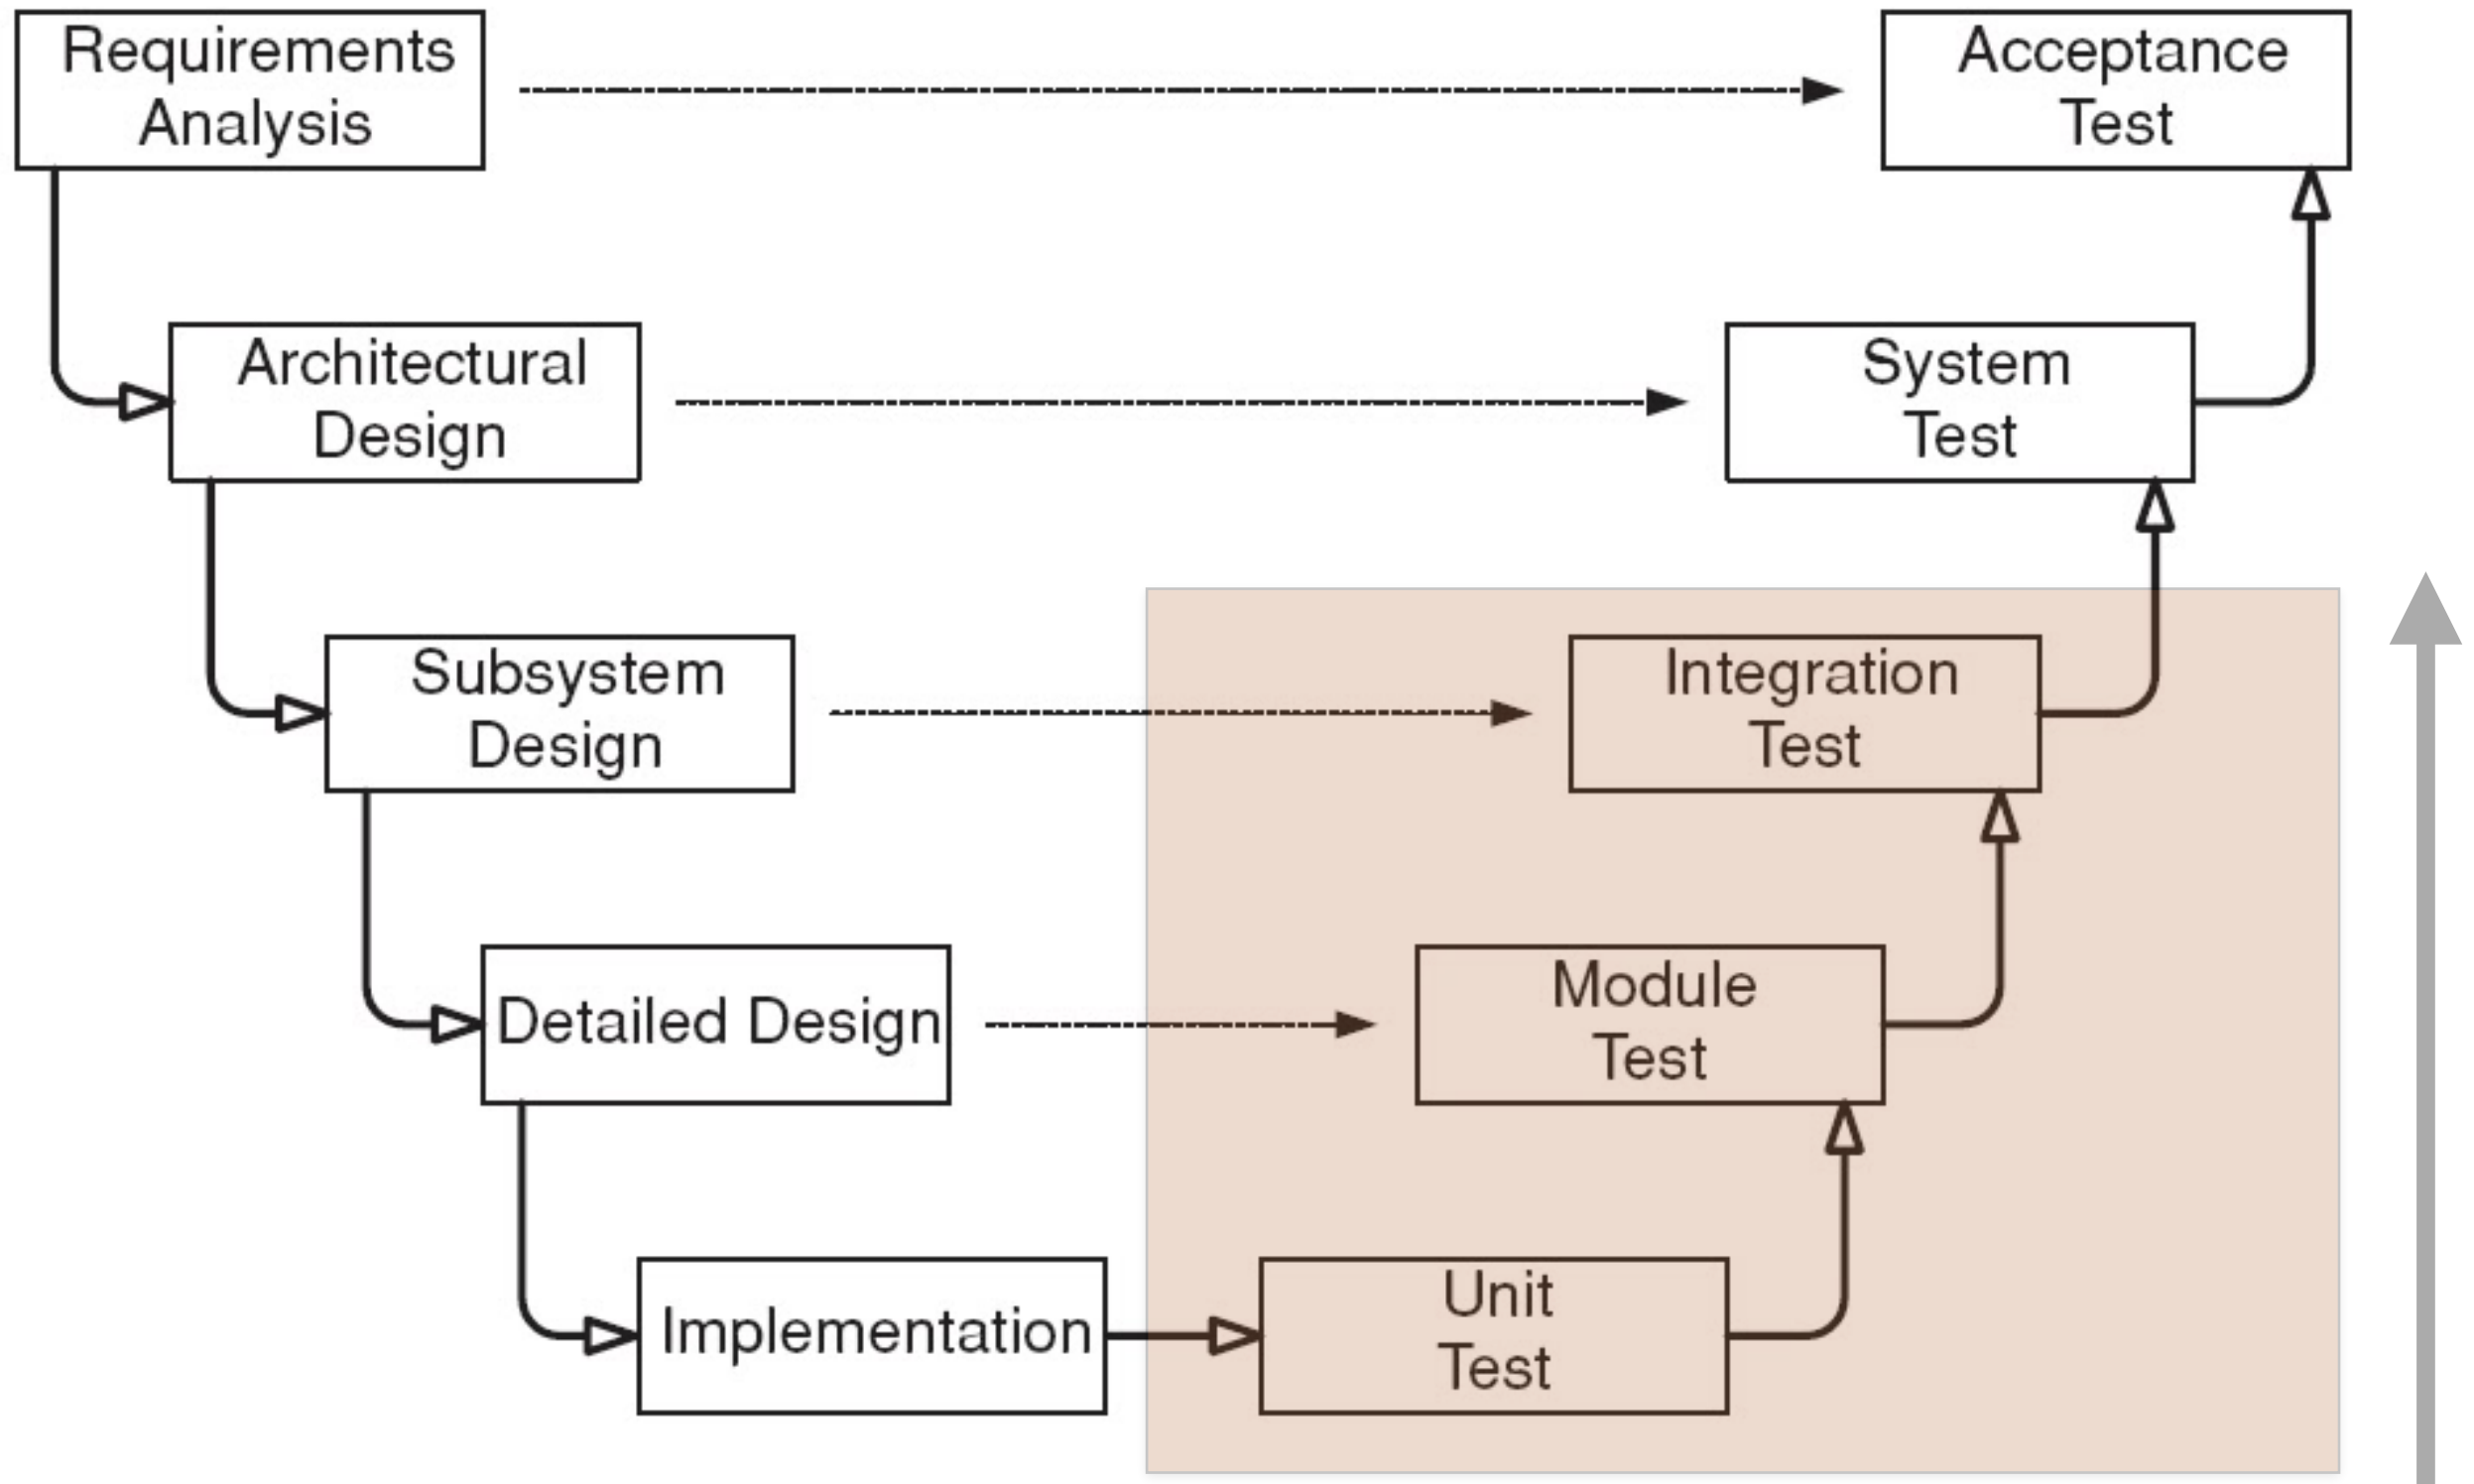 Requirements
Analysis
Acceptance
Test
Architectural
Design
System
Test
Subsystem
Design
Integration
Test
Detailed Design
Module
Test
Implementation
Unit
Test